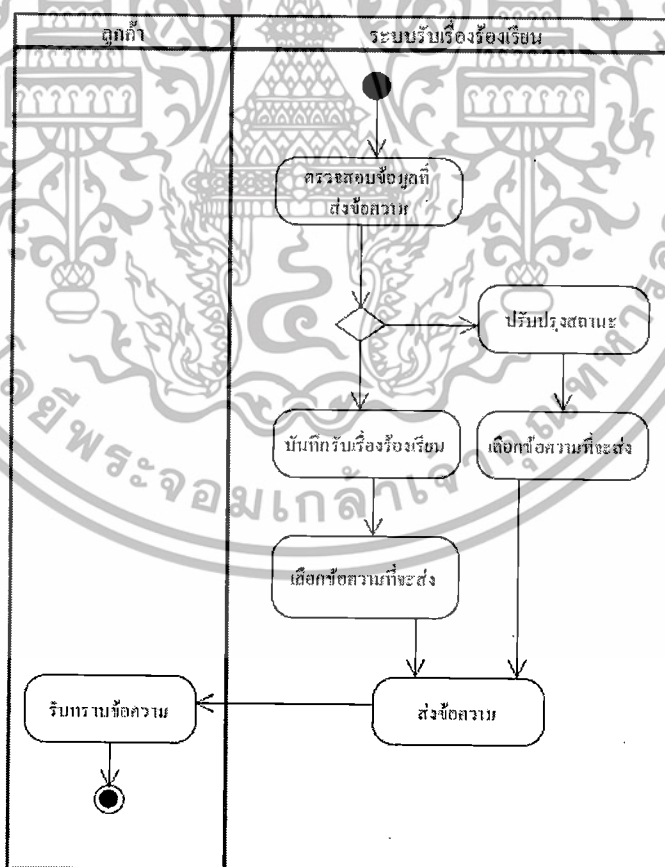 ลูกค้า
ระบบรับเรื่องร้องเรียน
ตรวจสอบข้อมูลที่
ส่งข้อความ
ปรับปรุงสถานะ
บันทึกรับเรื่องร้องเรียน
เลือกข้อความที่จะส่ง
เลือกข้อความที่จะส่ง
รับทราบข้อความ
ส่งข้อความ